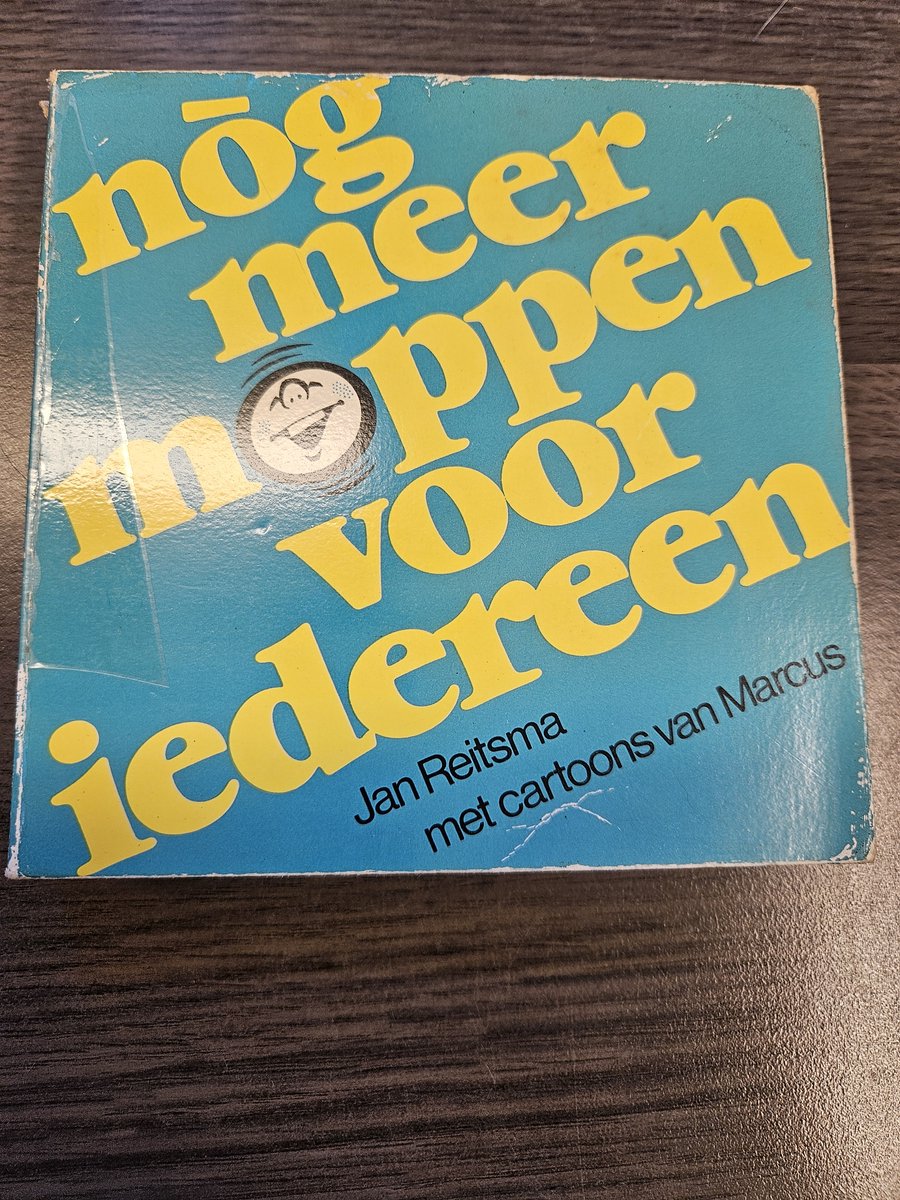 nōg
meer
moppen
voor
iedereen
Jan Reitsma
met cartoons van Marcus